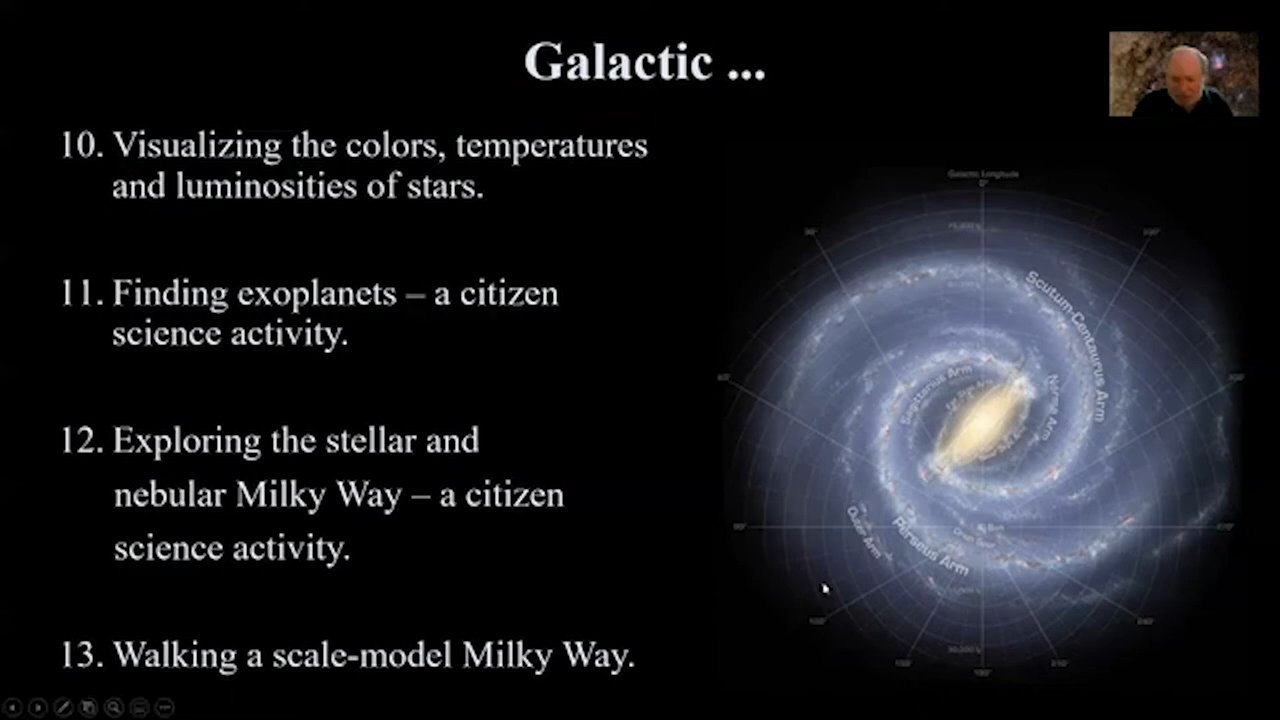 Galactic ...
10. Visualizing the colors, temperatures
and luminosities of stars.
11. Finding exoplanets – a citizen
science activity.
12. Exploring the stellar and
nebular Milky Way – a citizen
science activity.
13. Walking a scale-model Milky Way.
Galactic Longitude
0°
Scutum-Centaurus Arm
Sagittarius Arm
Norma Arm
Perseus Arm
Outer Arm